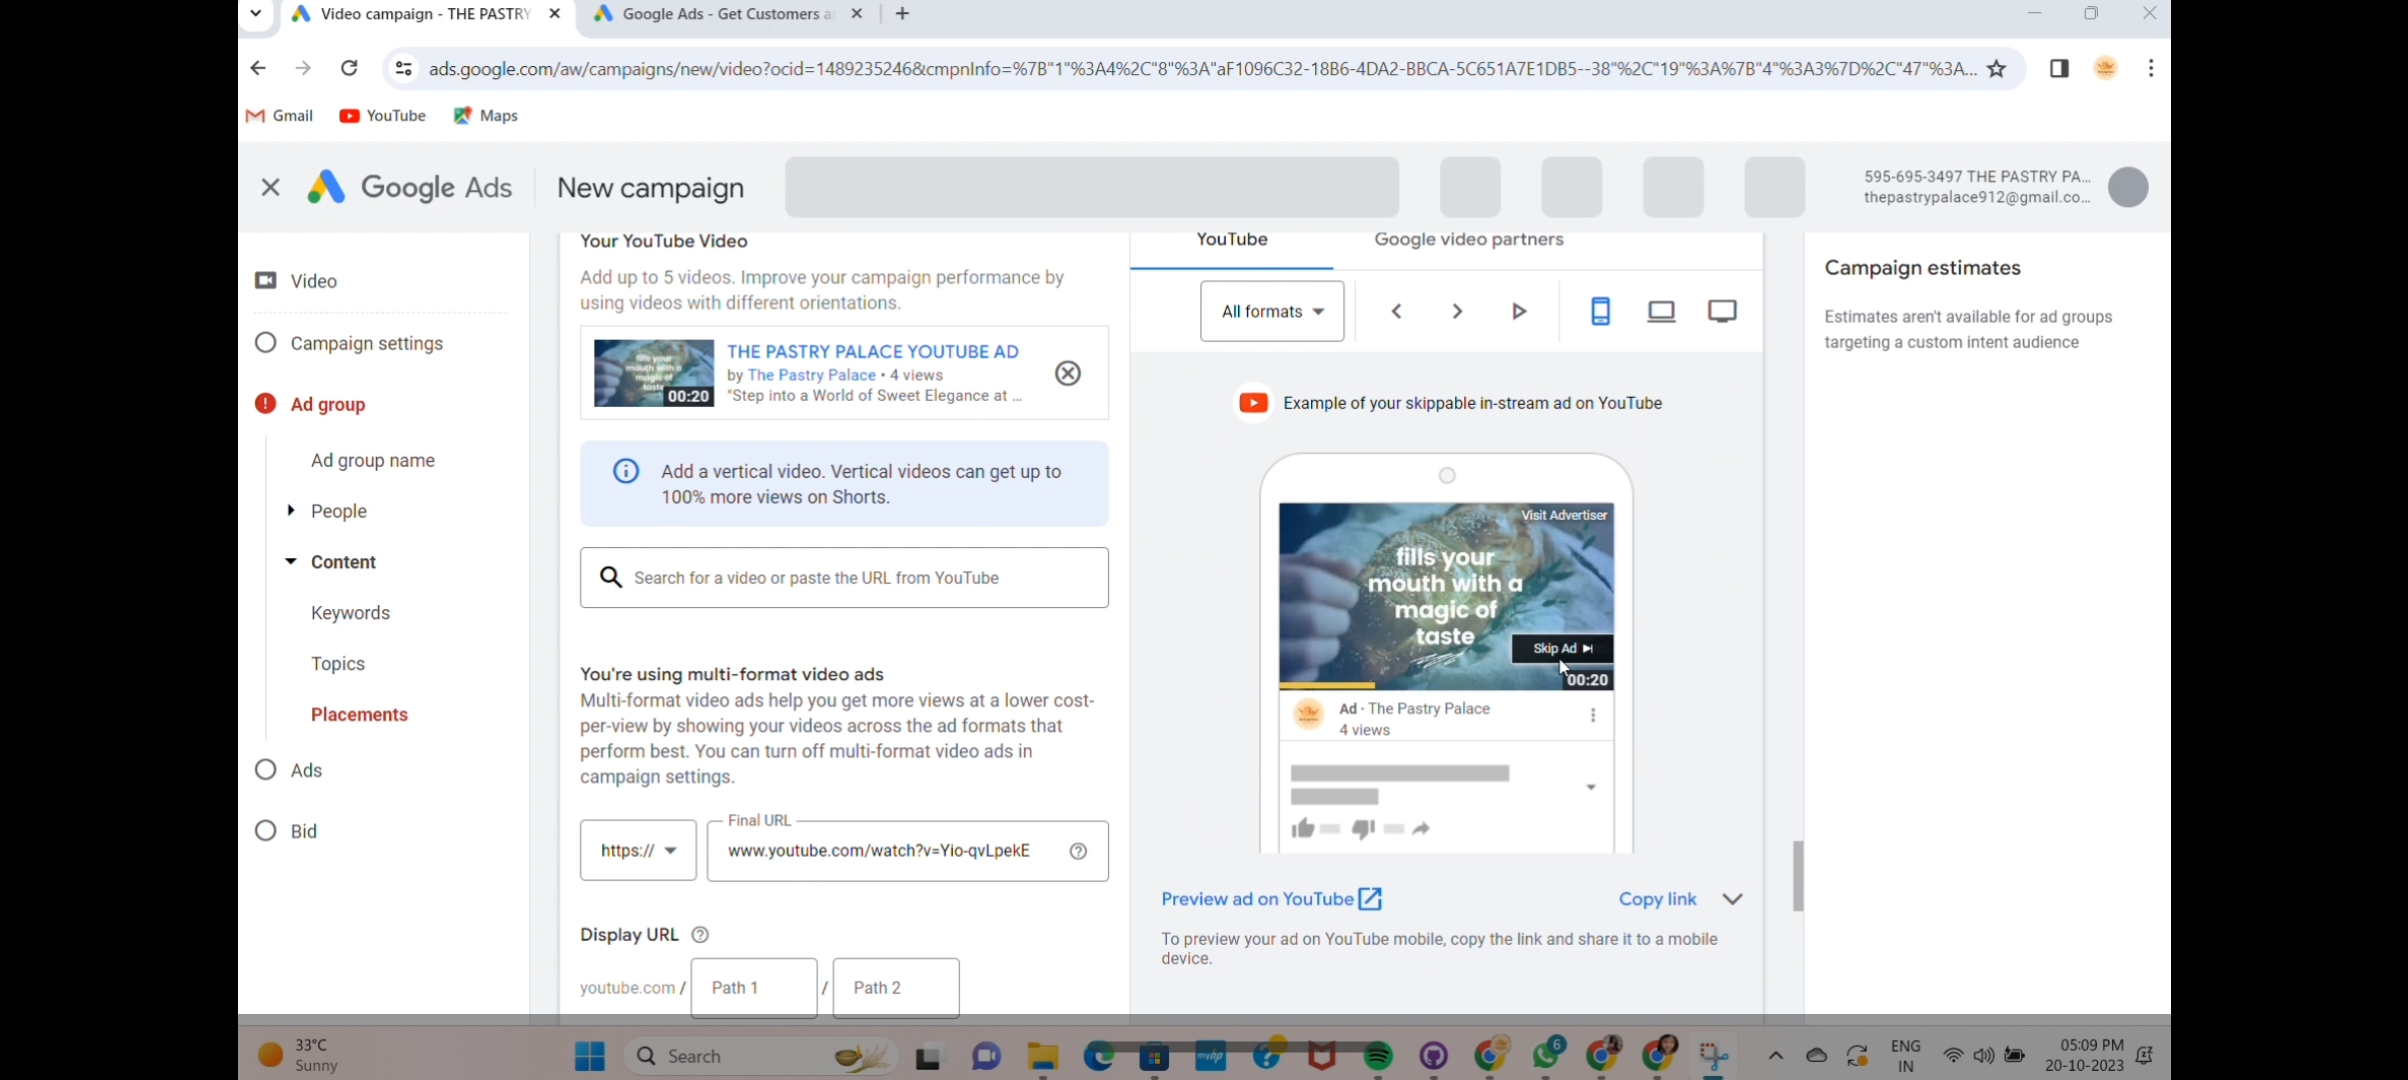 Video campaign - THE PASTRY
Google Ads - Get Customers a
ads.google.com/aw/campaigns/new/video?ocid=1489235246&cmpnInfo=%7B"1"%3A4%2C"8"%3A"aF1096C32-18B6-4DA2-BBCA-5C651A7E1DB5--38"%2C"19"%3A%7B"4"%3A3%7D%2C"47"%3A...
Gmail
YouTube
Maps
Google Ads
New campaign
595-695-3497 THE PASTRY PA...
thepastrypalace912@gmail.co...
Video
Campaign settings
Ad group
Ad group name
People
Content
Keywords
Topics
Placements
Ads
Bid
Your YouTube Video
Add up to 5 videos. Improve your campaign performance by
using videos with different orientations.
fills your
mouth with a
magic of
taste
00:20
THE PASTRY PALACE YOUTUBE AD
by The Pastry Palace • 4 views
"Step into a World of Sweet Elegance at ...
Add a vertical video. Vertical videos can get up to
100% more views on Shorts.
Search for a video or paste the URL from YouTube
You're using multi-format video ads
Multi-format video ads help you get more views at a lower cost-
per-view by showing your videos across the ad formats that
perform best. You can turn off multi-format video ads in
campaign settings.
https://
Final URL
www.youtube.com/watch?v=Yio-qvLpekE
Display URL
youtube.com /
Path 1
/
Path 2
YouTube
Google video partners
All formats
Example of your skippable in-stream ad on YouTube
Visit Advertiser
fills your
mouth with a
magic of
taste
Skip Ad
00:20
Ad · The Pastry Palace
4 views
Preview ad on YouTube
Copy link
To preview your ad on YouTube mobile, copy the link and share it to a mobile
device.
Campaign estimates
Estimates aren't available for ad groups
targeting a custom intent audience
33°C
Sunny
Search
myhp
6
ENG
IN
05:09 PM
20-10-2023